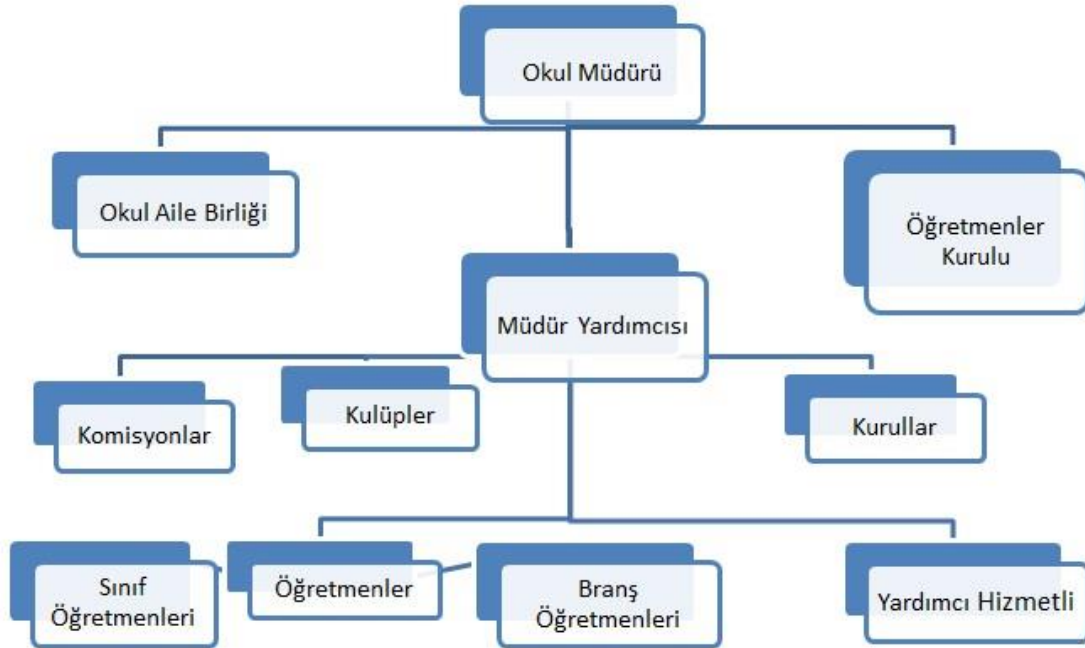 Okul Müdürü
Okul Aile Birliği
Öğretmenler
Kurulu
Müdür Yardımcısı
Komisyonlar
Kulüpler
Kurullar
Sınıf
Öğretmenleri
Öğretmenler
Branş
Öğretmenleri
Yardımcı Hizmetli